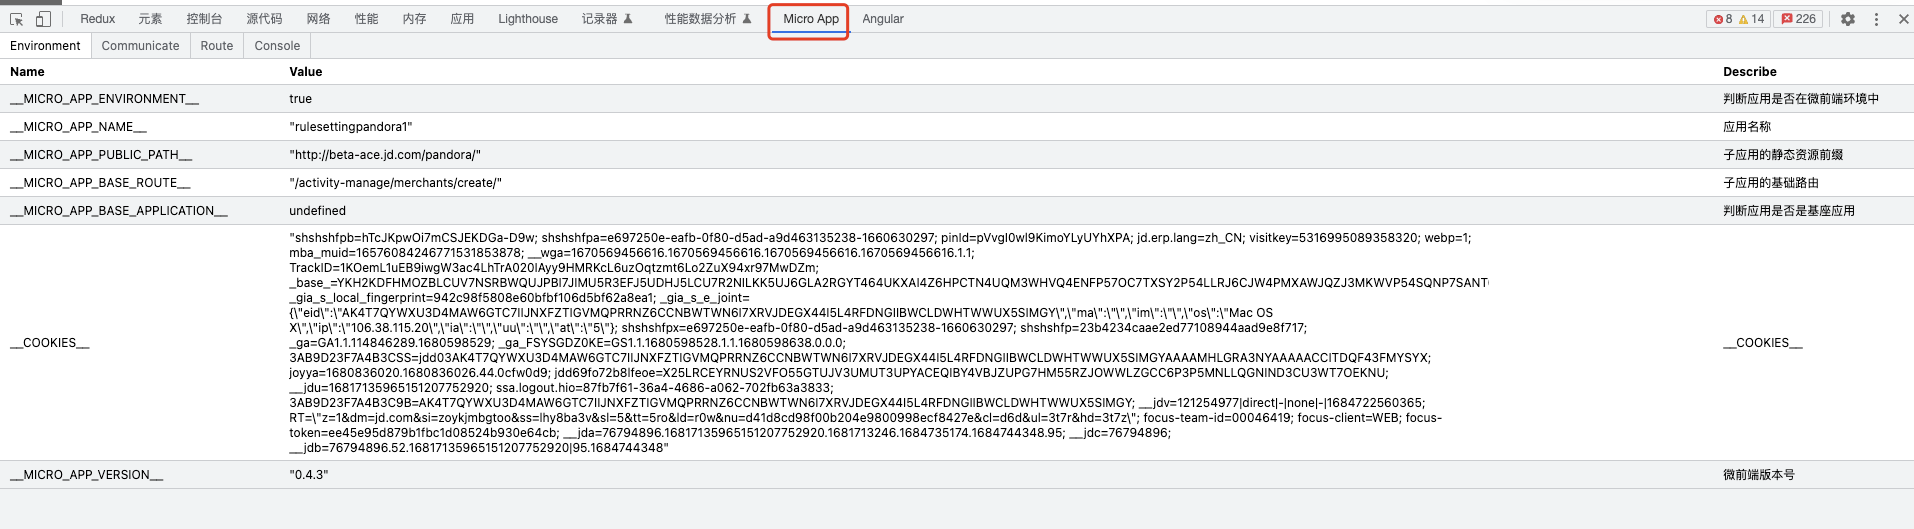 Redux 元素 控制台 源代码 网络 性能 内存 应用 Lighthouse 记录器 性能数据分析 Micro App Angular 8 14 226
Environment Communicate Route Console
Name Value Describe
__MICRO_APP_ENVIRONMENT__ true 判断应用是否在微前端环境中
__MICRO_APP_NAME__ "rulesettingpandora1" 应用名称
__MICRO_APP_PUBLIC_PATH__ "http://beta-ace.jd.com/pandora/" 子应用的静态资源前缀
__MICRO_APP_BASE_ROUTE__ "/activity-manage/merchants/create/" 子应用的基础路由
__MICRO_APP_BASE_APPLICATION__ undefined 判断应用是否是基座应用
"shshshfpb=hTcJKpwOi7mCSJEKDGa-D9w; shshshfpa=e697250e-eafb-0f80-d5ad-a9d463135238-1660630297; pinId=pVvgI0wl9KimoYLyUYhXPA; jd.erp.lang=zh_CN; visitkey=5316995089358320; webp=1;
mba_muid=16576084246771531853878; __wga=1670569456616.1670569456616.1670569456616.1670569456616.1.1;
TrackID=1KOemL1uEB9iwgW3ac4LhTrA020lAyy9HMRKcL6uzOqtzmt6Lo2ZuX94xr97MwDZm;
_base_=YKH2KDFHMOZBLCUV7NSRBWQUJPBI7JIMU5R3EFJ5UDHJ5LCU7R2NILKK5UJ6GLA2RGYT464UKXAI4Z6HPCTN4UQM3WHVQ4ENFP57OC7TXSY2P54LLRJ6CJW4PMXAWJQZJ3MKWVP54SQNP7SANT
_gia_s_local_fingerprint=942c98f5808e60bfbf106d5bf62a8ea1; _gia_s_e_joint=
{\"eid\":\"AK4T7QYWXU3D4MAW6GTC7IIJNXFZTIGVMQPRRNZ6CCNBWTWN6I7XRVJDEGX44I5L4RFDNGIIBWCLDWHTWWUX5SIMGY\",\"ma\":\"\",\"im\":\"\",\"os\":\"Mac OS
X\",\"ip\":\"106.38.115.20\",\"ia\":\"\",\"uu\":\"\",\"at\":\"5\"}; shshshfpx=e697250e-eafb-0f80-d5ad-a9d463135238-1660630297; shshshfp=23b4234caae2ed77108944aad9e8f717;
__COOKIES__ _ga=GA1.1.114846289.1680598529; _ga_FSYSGDZ0KE=GS1.1.1680598528.1.1.1680598638.0.0.0; __COOKIES__
3AB9D23F7A4B3CSS=jdd03AK4T7QYWXU3D4MAW6GTC7IIJNXFZTIGVMQPRRNZ6CCNBWTWN6I7XRVJDEGX44I5L4RFDNGIIBWCLDWHTWWUX5SIMGYAAAAMHLGRA3NYAAAAACCITDQF43FMYSYX;
joyya=1680836020.1680836026.44.0cfw0d9; jdd69fo72b8lfeoe=X25LRCEYRNUS2VFO55GTUJV3UMUT3UPYACEQIBY4VBJZUPG7HM55RZJOWWLZGCC6P3P5MNLLQGNIND3CU3WT7OEKNU;
__jdu=16817135965151207752920; ssa.logout.hio=87fb7f61-36a4-4686-a062-702fb63a3833;
3AB9D23F7A4B3C9B=AK4T7QYWXU3D4MAW6GTC7IIJNXFZTIGVMQPRRNZ6CCNBWTWN6I7XRVJDEGX44I5L4RFDNGIIBWCLDWHTWWUX5SIMGY; __jdv=121254977|direct|-|none|-|1684722560365;
RT=\"z=1&dm=jd.com&si=zoykjmbgtoo&ss=lhy8ba3v&sl=5&tt=5ro&ld=r0w&nu=d41d8cd98f00b204e9800998ecf8427e&cl=d6d&ul=3t7r&hd=3t7z\"; focus-team-id=00046419; focus-client=WEB; focus-
token=ee45e95d879b1fbc1d08524b930e64cb; __jda=76794896.16817135965151207752920.1681713246.1684735174.1684744348.95; __jdc=76794896;
__jdb=76794896.52.16817135965151207752920|95.1684744348"
__MICRO_APP_VERSION__ "0.4.3" 微前端版本号